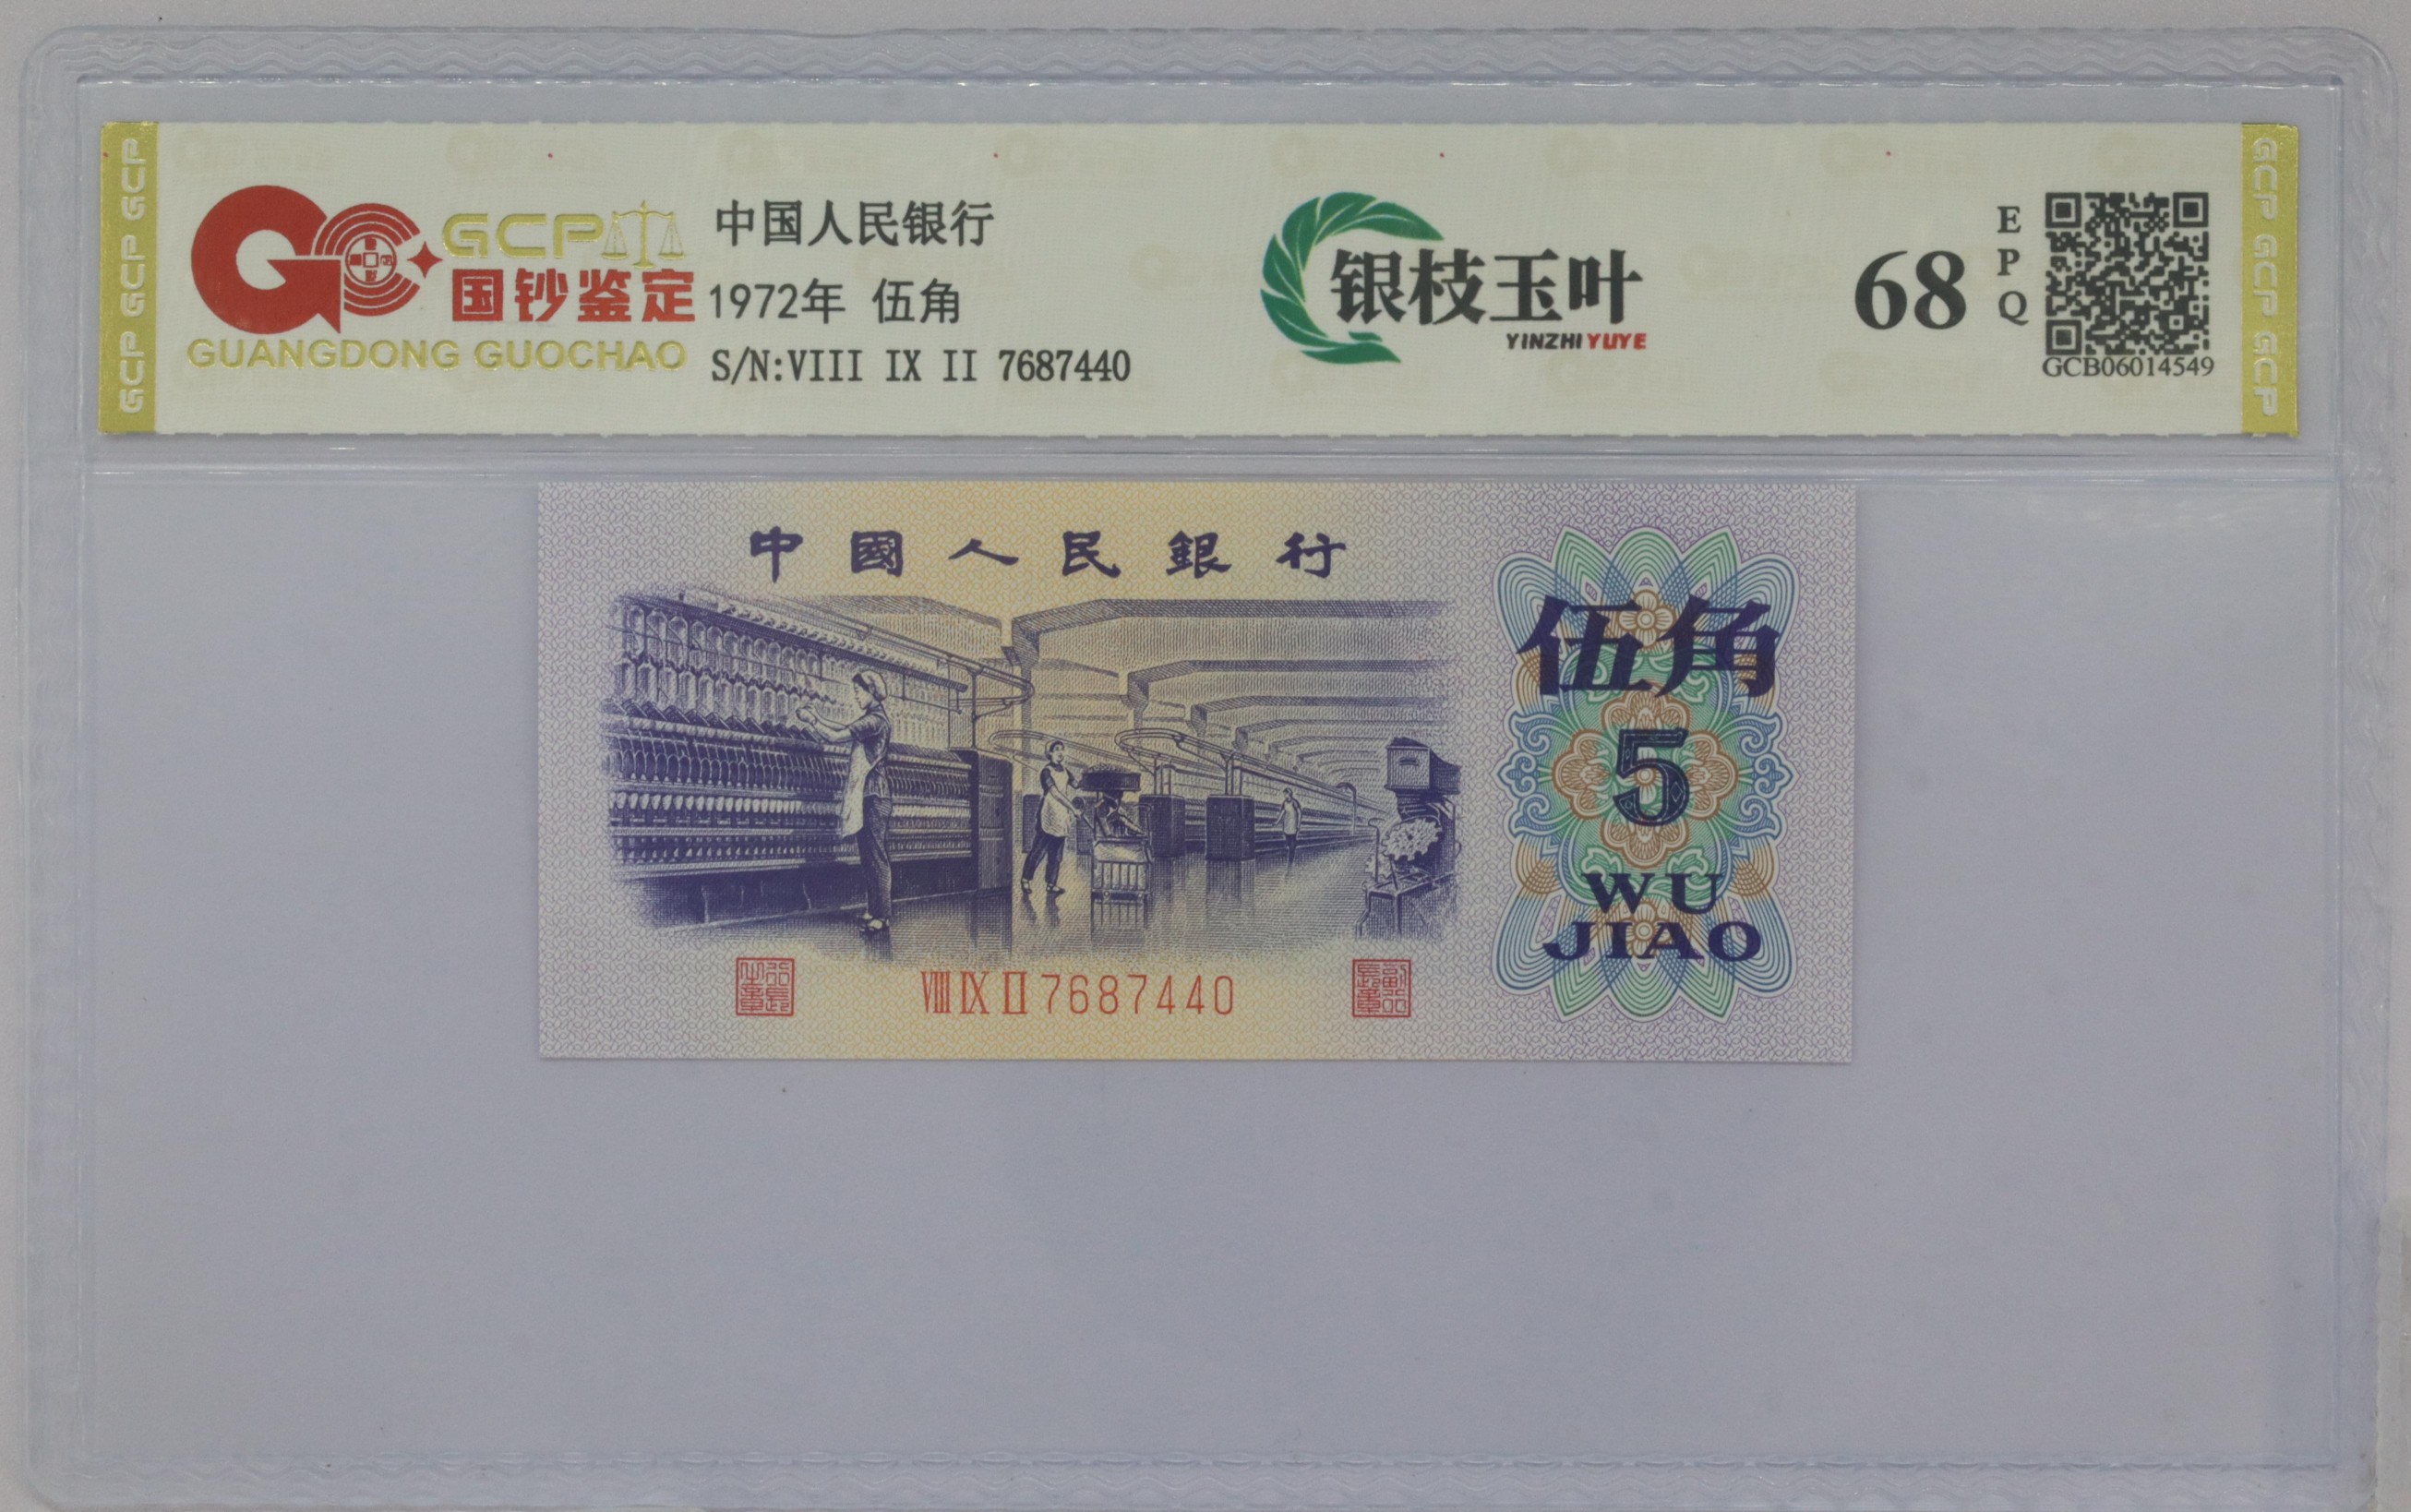 GCP GCP GCP
GCP
国钞鉴定
GUANGDONG GUOCHAO
中国人民银行
1972年 伍角
S/N:VIII IX II 7687440
银枝玉叶
YINZHI YUYE
68
EPQ
GCB06014549
GCP GCP GCP
中國人民銀行
伍角
5
WU
JIAO
VIII IX II 7687440